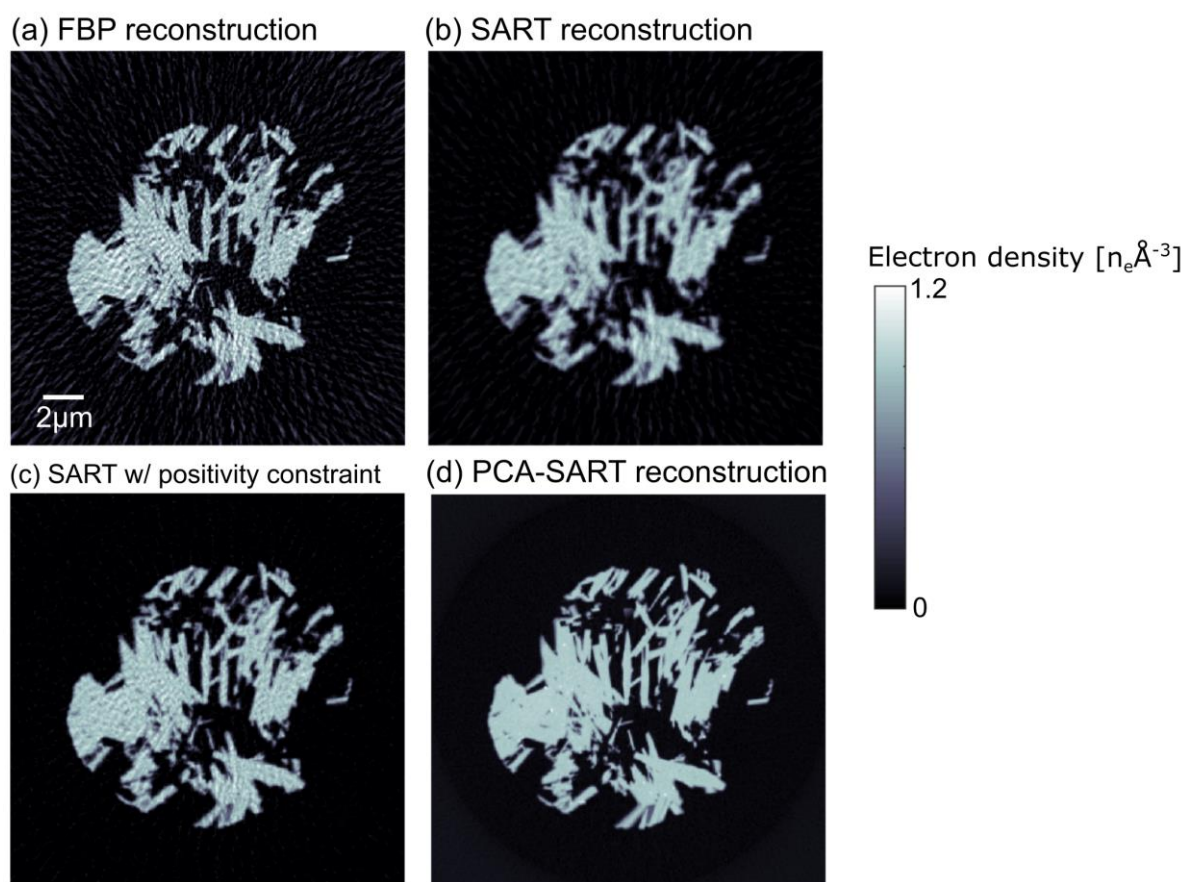 (a) FBP reconstruction
(b) SART reconstruction
2μm
Electron density [nₑÅ⁻³]
1.2
0
(c) SART w/ positivity constraint
(d) PCA-SART reconstruction